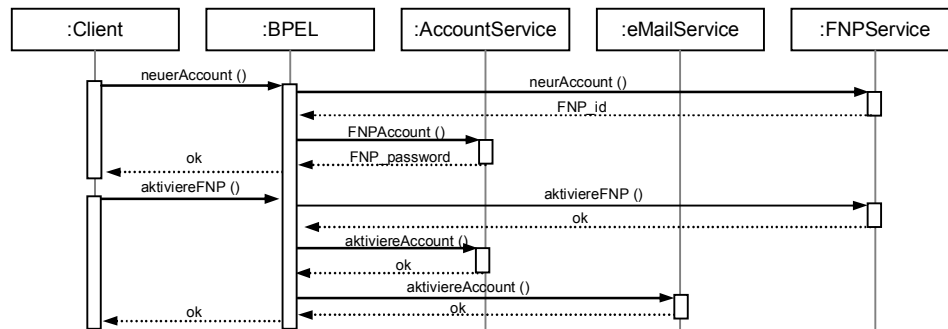 :Client
:BPEL
:AccountService
:eMailService
:FNPService
neuerAccount ()
neurAccount ()
FNP_id
FNPAccount ()
FNP_password
ok
aktiviereFNP ()
aktiviereFNP ()
ok
aktiviereAccount ()
ok
aktiviereAccount ()
ok
ok